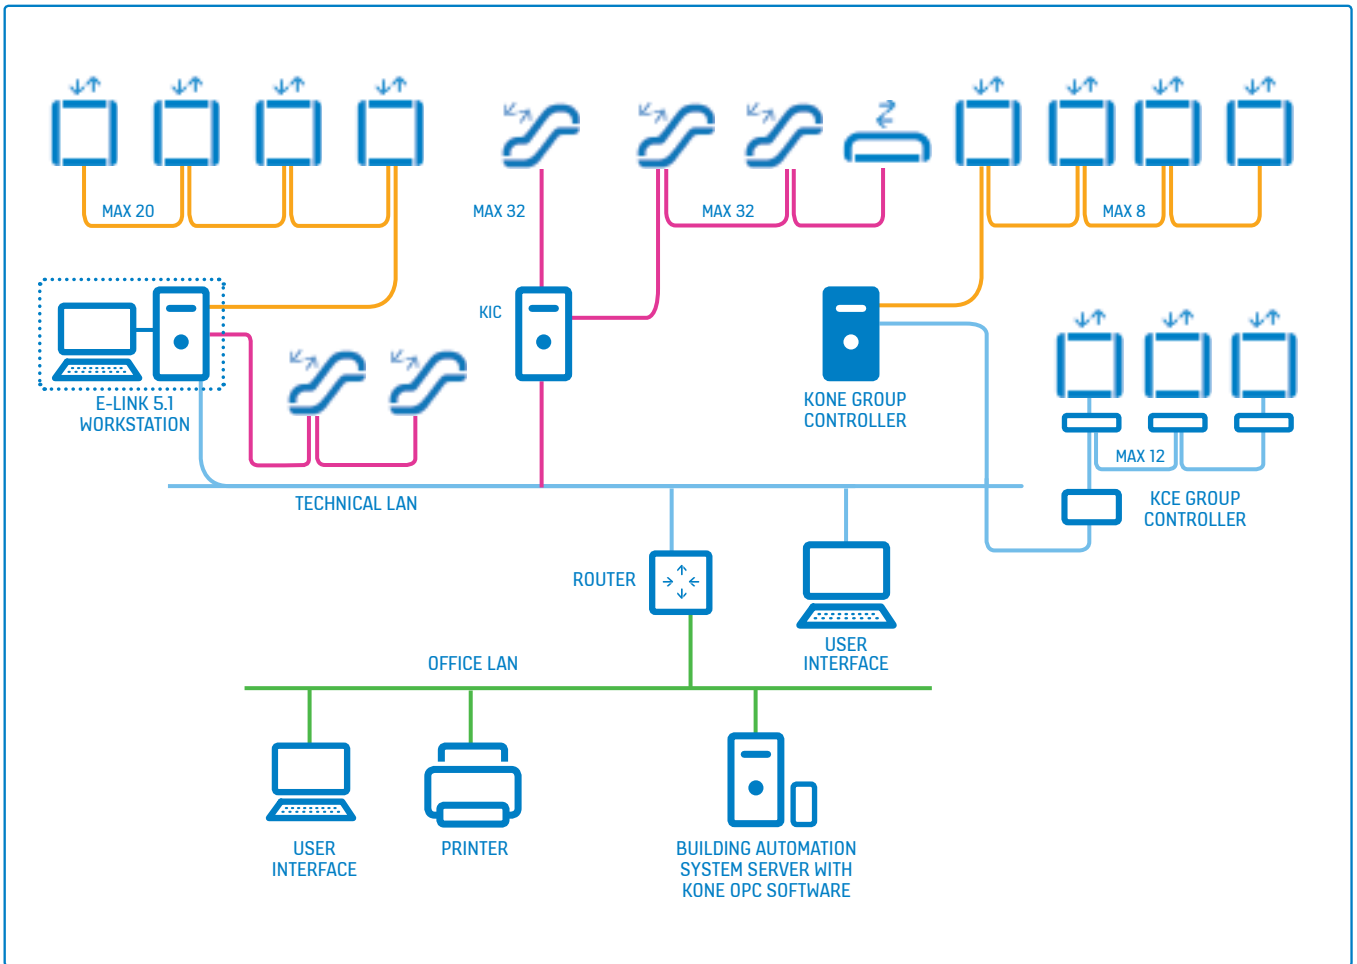 MAX 20
MAX 32
MAX 32
MAX 8
KIC
E-LINK 5.1
WORKSTATION
KONE GROUP
CONTROLLER
MAX 12
KCE GROUP
CONTROLLER
TECHNICAL LAN
ROUTER
USER
INTERFACE
OFFICE LAN
USER
INTERFACE
PRINTER
BUILDING AUTOMATION
SYSTEM SERVER WITH
KONE OPC SOFTWARE